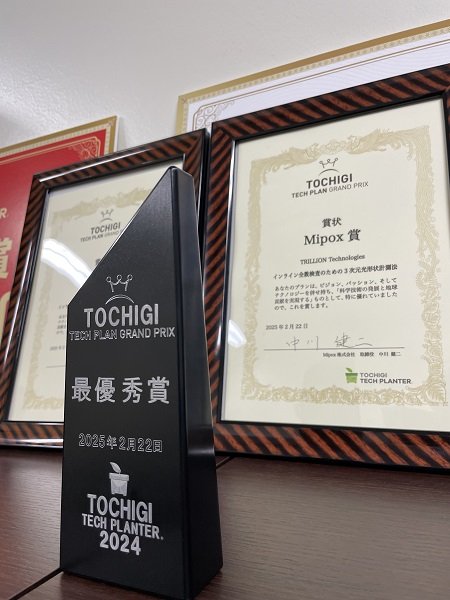 TOCHIGI
TECH PLAN GRAND PRIX
最優秀賞
2025年2月22日
TOCHIGI
TECH PLANTER.
2024
TOCHIGI
TECH PLAN GRAND PRIX
賞状
Mipox 賞
TRILLION Technologies
インライン全数検査のための3次元光形状計測法
あなたのプランは、ビジョン、パッション、そして
テクノロジーを併せ持ち、「科学技術の発展と地球
貢献を実現する」ものとして、特に優れていました
ので、これを賞します。
2025年2月22日
中川 健二
Mipox 株式会社 取締役 中川 健二
TOCHIGI
TECH PLANTER.
TOCHIGI
TECH PLAN GRAND
賞
R